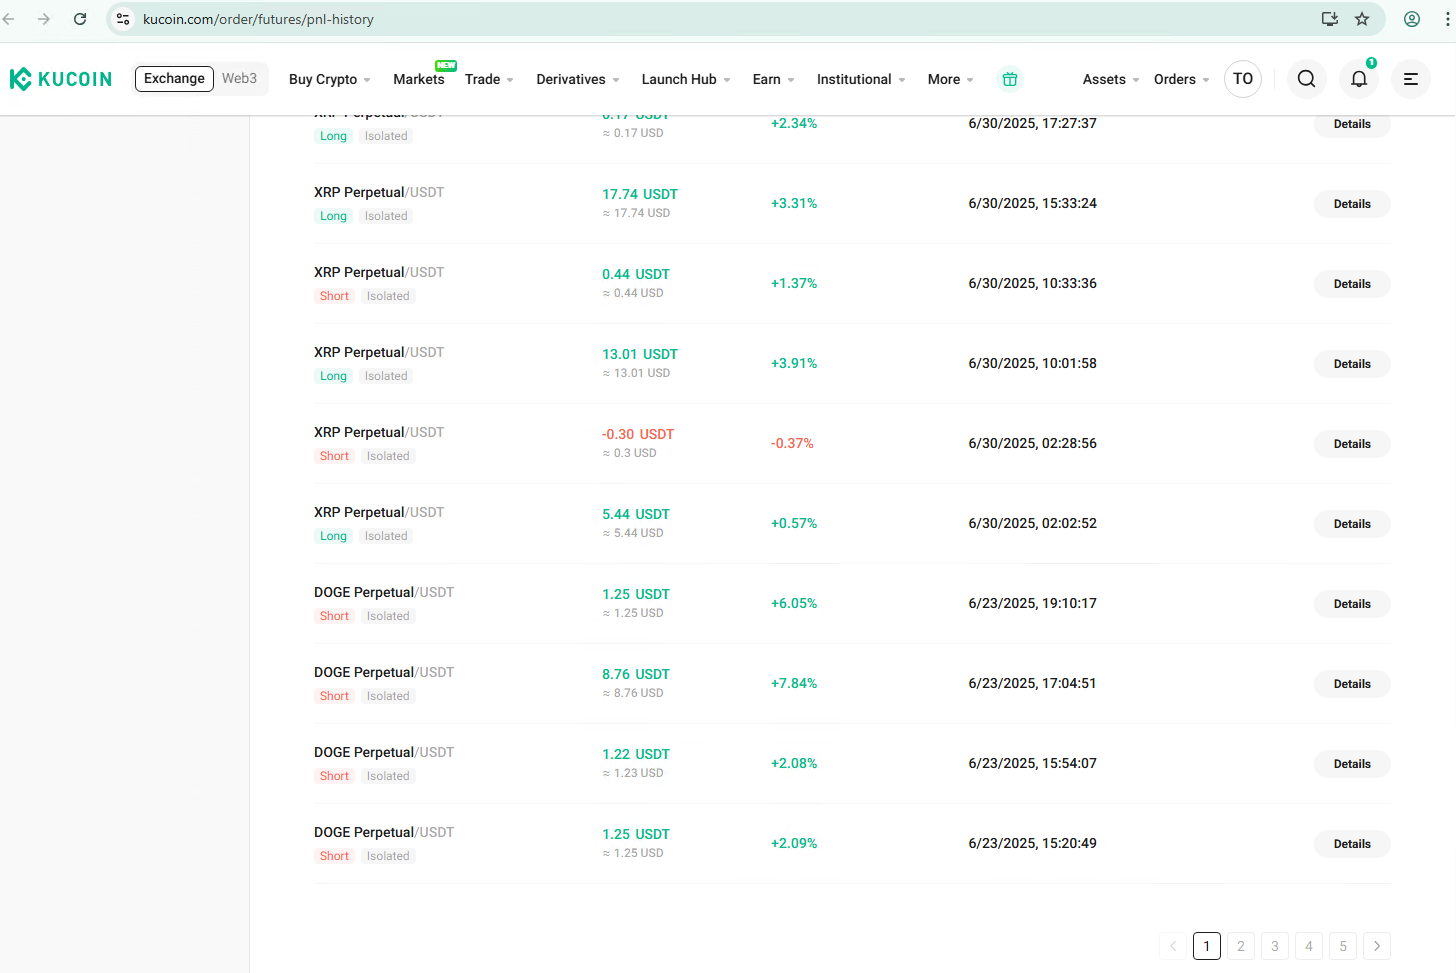 kucoin.com/order/futures/pnl-history
KUCOIN Exchange Web3 Buy Crypto Markets NEW Trade Derivatives Launch Hub Earn Institutional More Assets Orders TO 1
XRP Perpetual/USDT 0.17 USDT +2.34% 6/30/2025, 17:27:37 Details
Long Isolated ≈ 0.17 USD
XRP Perpetual/USDT 17.74 USDT +3.31% 6/30/2025, 15:33:24 Details
Long Isolated ≈ 17.74 USD
XRP Perpetual/USDT 0.44 USDT +1.37% 6/30/2025, 10:33:36 Details
Short Isolated ≈ 0.44 USD
XRP Perpetual/USDT 13.01 USDT +3.91% 6/30/2025, 10:01:58 Details
Long Isolated ≈ 13.01 USD
XRP Perpetual/USDT -0.30 USDT -0.37% 6/30/2025, 02:28:56 Details
Short Isolated ≈ 0.3 USD
XRP Perpetual/USDT 5.44 USDT +0.57% 6/30/2025, 02:02:52 Details
Long Isolated ≈ 5.44 USD
DOGE Perpetual/USDT 1.25 USDT +6.05% 6/23/2025, 19:10:17 Details
Short Isolated ≈ 1.25 USD
DOGE Perpetual/USDT 8.76 USDT +7.84% 6/23/2025, 17:04:51 Details
Short Isolated ≈ 8.76 USD
DOGE Perpetual/USDT 1.22 USDT +2.08% 6/23/2025, 15:54:07 Details
Short Isolated ≈ 1.23 USD
DOGE Perpetual/USDT 1.25 USDT +2.09% 6/23/2025, 15:20:49 Details
Short Isolated ≈ 1.25 USD
1 2 3 4 5